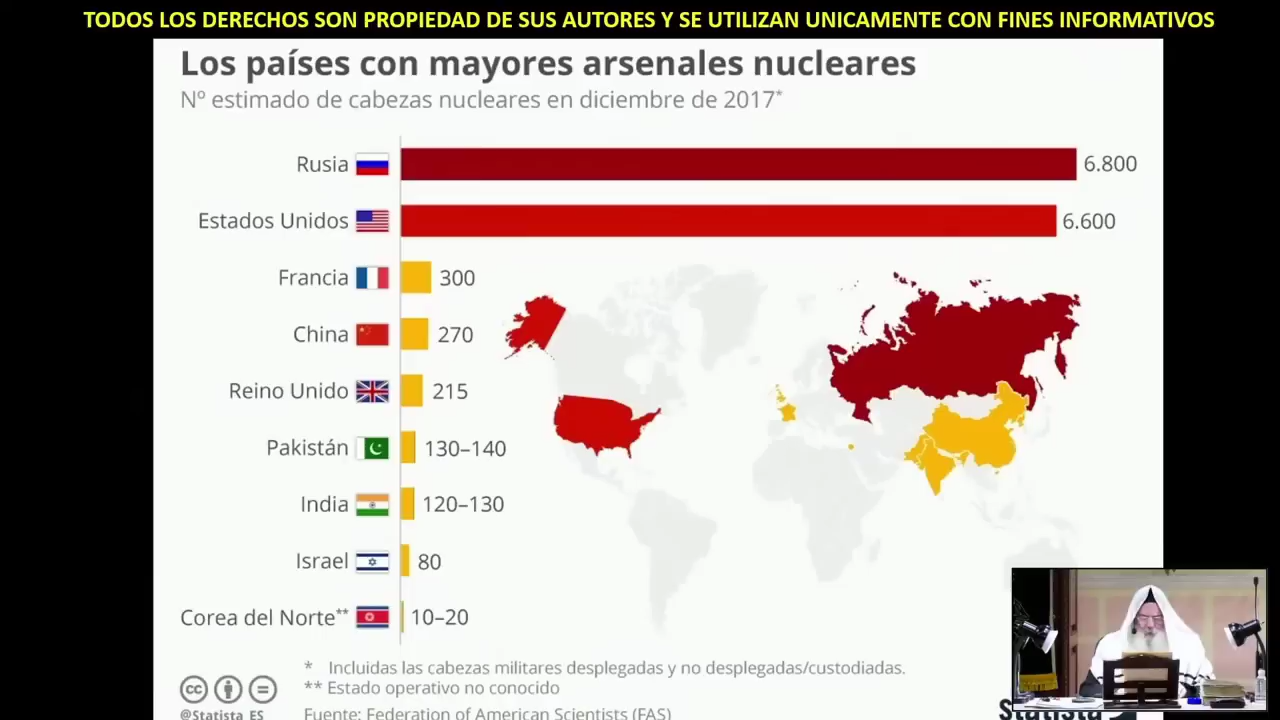 TODOS LOS DERECHOS SON PROPIEDAD DE SUS AUTORES Y SE UTILIZAN UNICAMENTE CON FINES INFORMATIVOS
Los países con mayores arsenales nucleares
Nº estimado de cabezas nucleares en diciembre de 2017*
Rusia 6.800
Estados Unidos 6.600
Francia 300
China 270
Reino Unido 215
Pakistán 130–140
India 120–130
Israel 80
Corea del Norte** 10–20
* Incluidas las cabezas militares desplegadas y no desplegadas/custodiadas.
** Estado operativo no conocido
cc
@Statista_ES
Fuente: Federation of American Scientists (FAS)
Statista